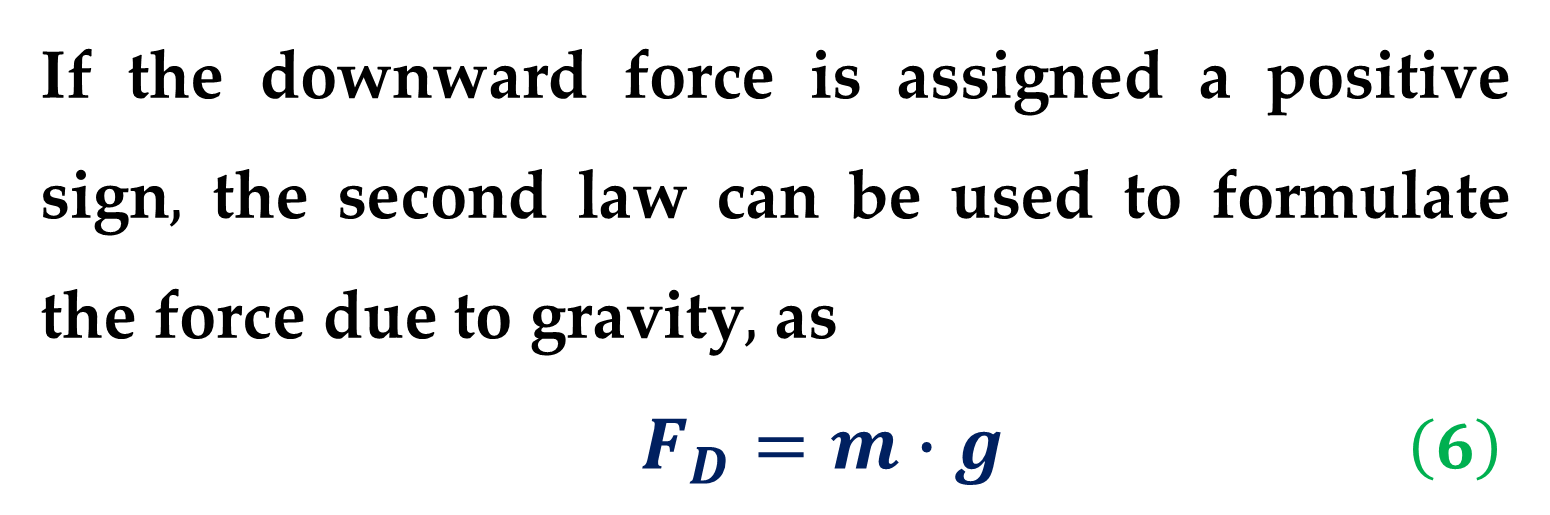 If the downward force is assigned a positive
sign, the second law can be used to formulate
the force due to gravity, as
F_D = m · g (6)